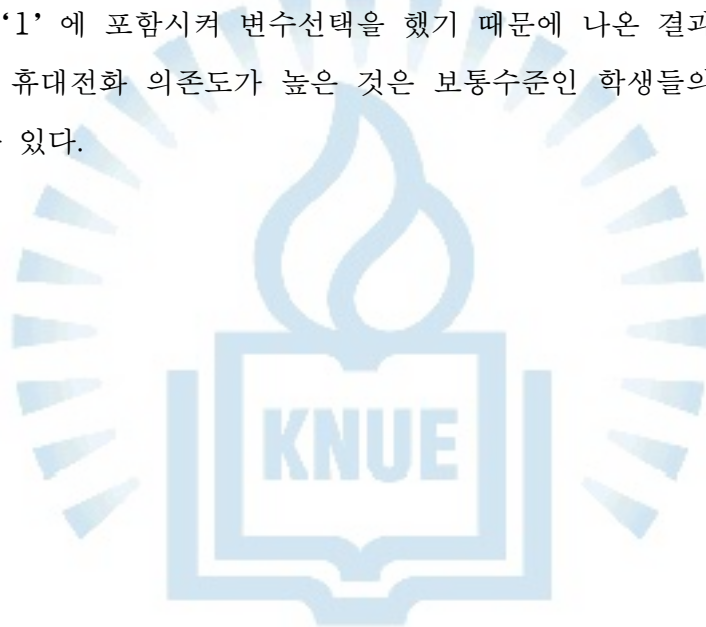 ‘1’ 에 포함시켜 변수선택을 했기 때문에 나온 결과
휴대전화 의존도가 높은 것은 보통수준인 학생들의
있다.
KNUE